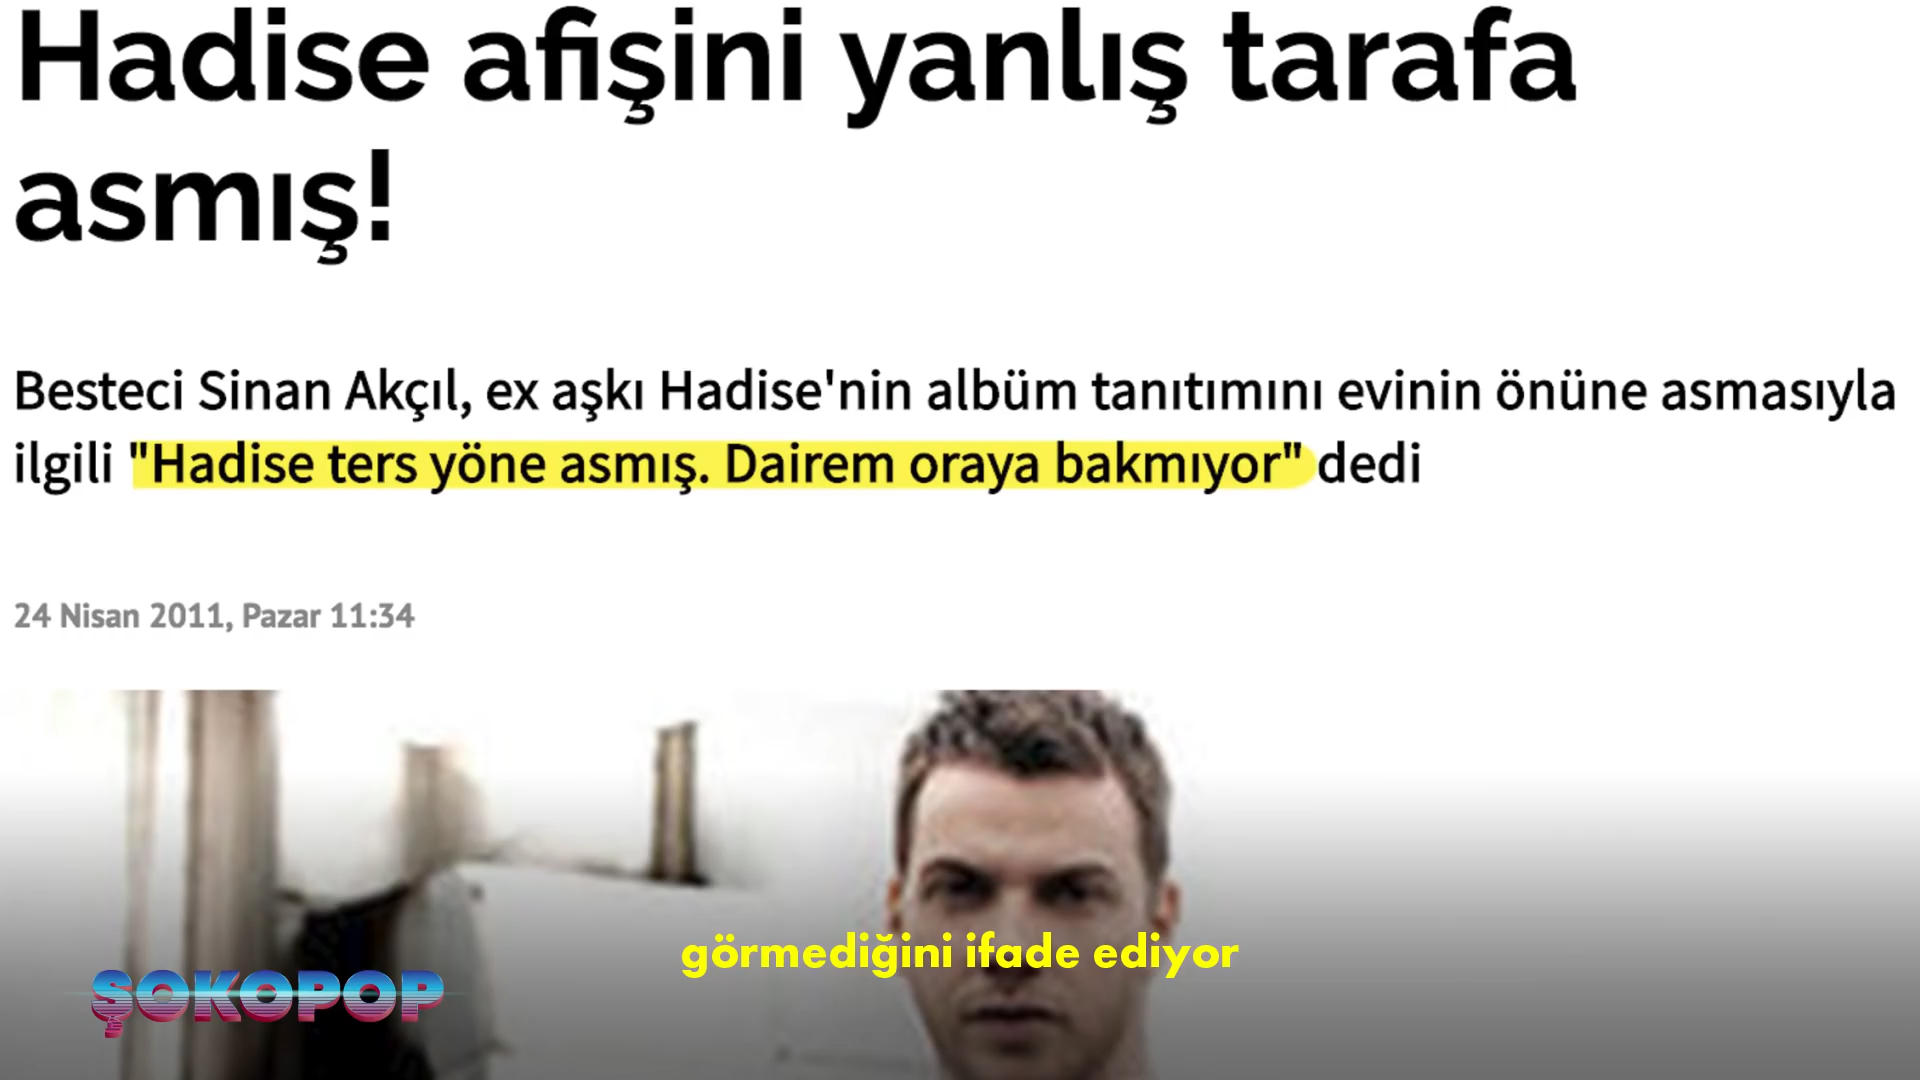 Hadise afişini yanlış tarafa
asmış!
Besteci Sinan Akçıl, ex aşkı Hadise'nin albüm tanıtımını evinin önüne asmasıyla
ilgili "Hadise ters yöne asmış. Dairem oraya bakmıyor" dedi
24 Nisan 2011, Pazar 11:34
görmediğini ifade ediyor
ŞOKOPOP